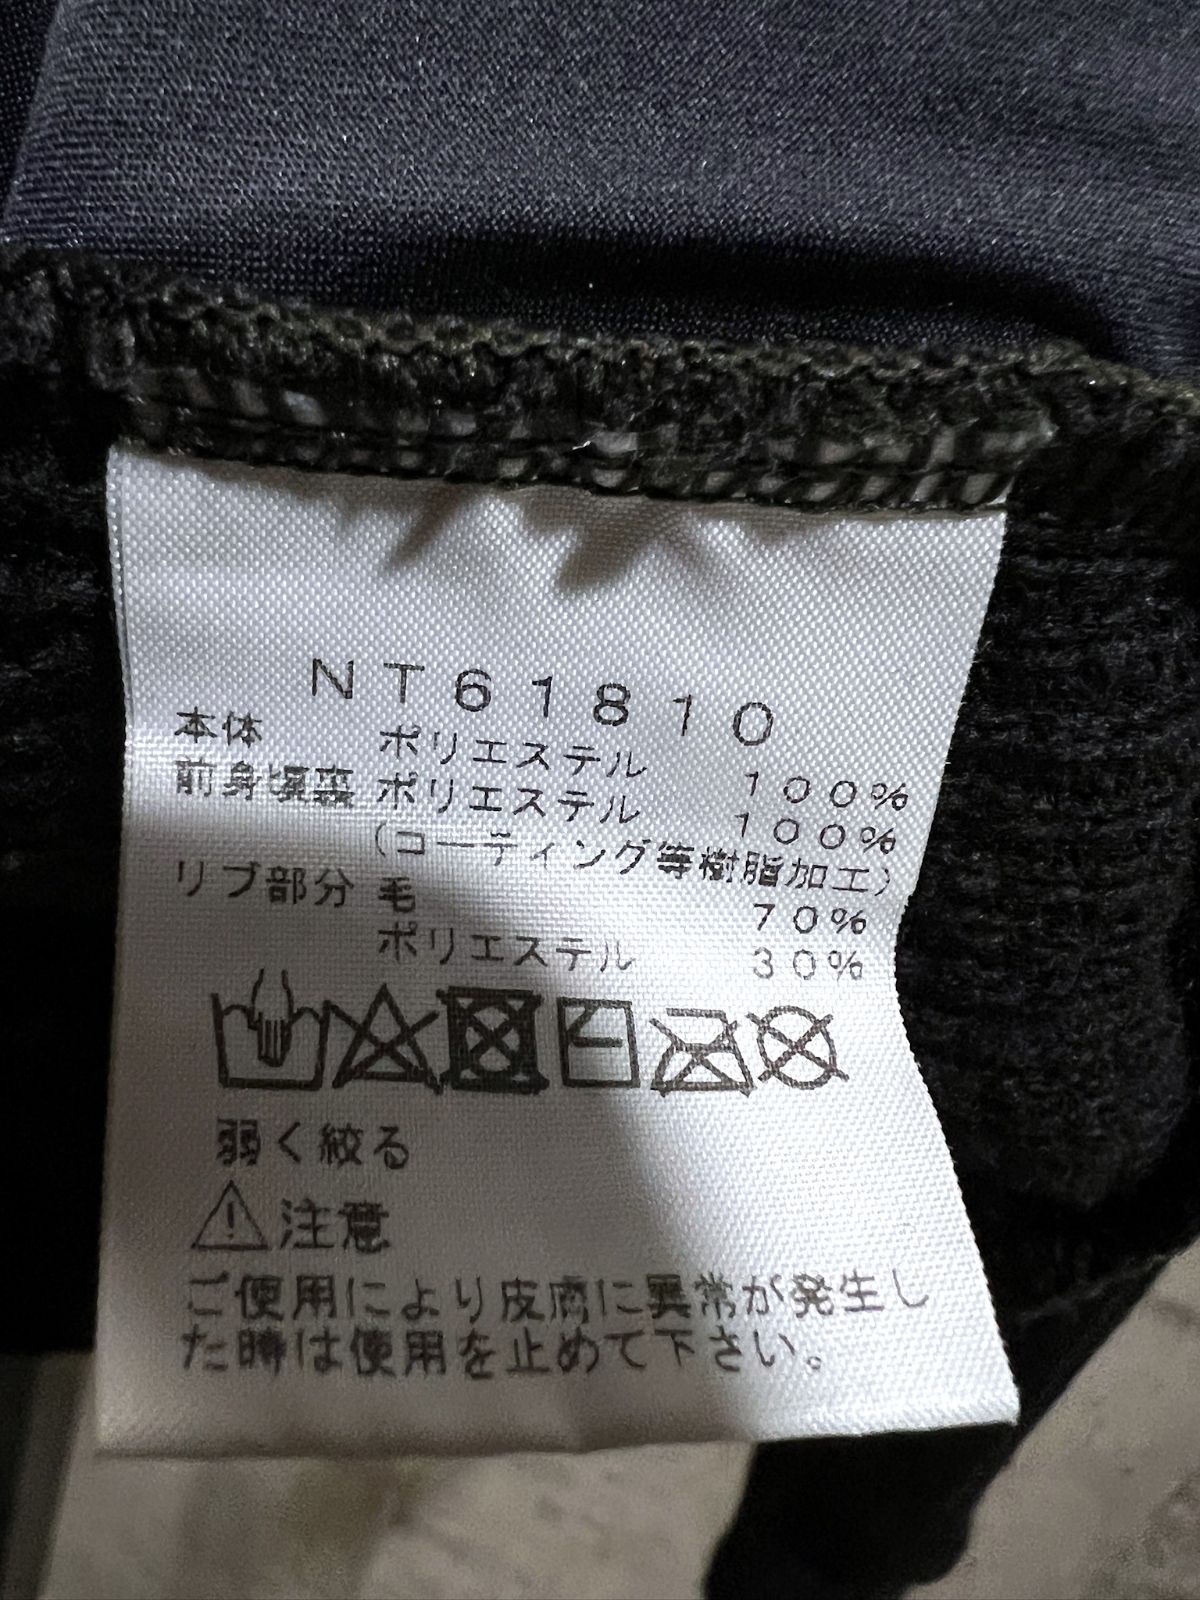 NT61810
本体 ポリエステル 100%
前身頃裏 ポリエステル 100%
(コーティング等樹脂加工)
リブ部分 毛 70%
ポリエステル 30%
弱く絞る
注意
ご使用により皮膚に異常が発生し
た時は使用を止めて下さい。